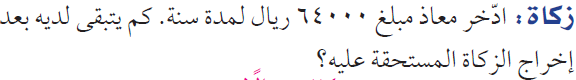 زكاة: ادّخر معاذ مبلغ ٦٤٠٠٠ ريال لمدة سنة. كم يتبقى لديه بعد
إخراج الزكاة المستحقة عليه؟